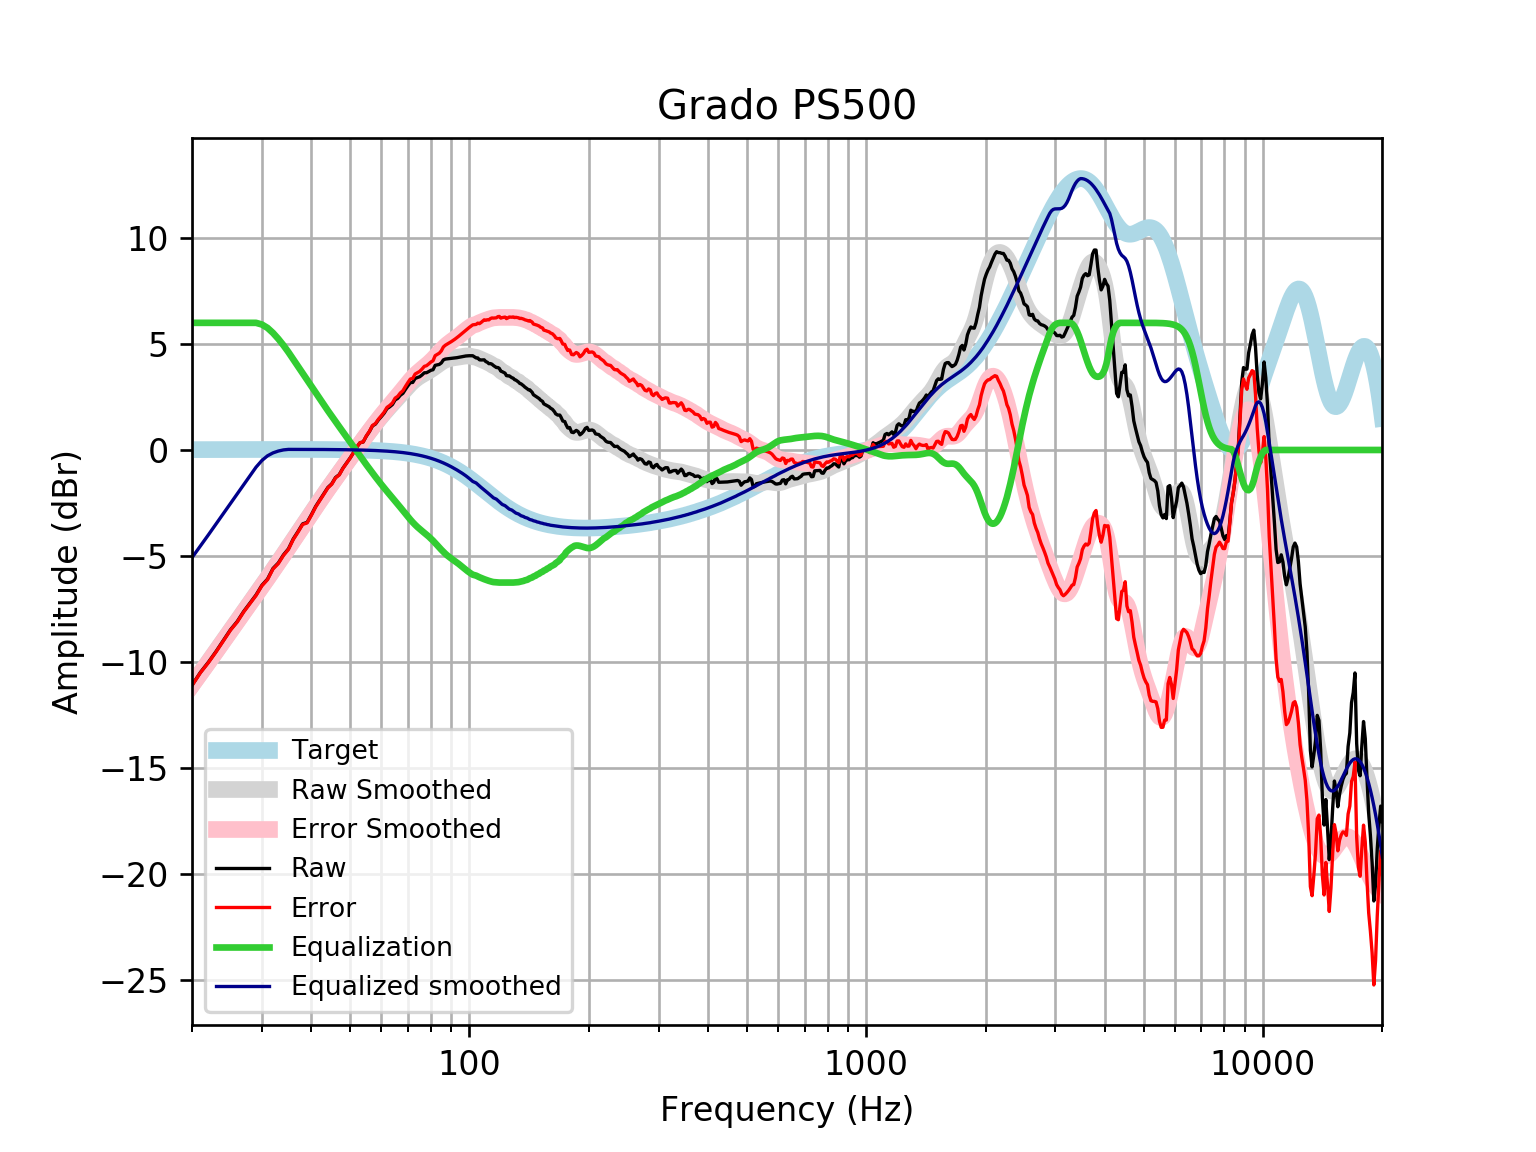 Grado PS500
10
5
0
−5
−10
−15
−20
−25
Amplitude (dBr)
Target
Raw Smoothed
Error Smoothed
Raw
Error
Equalization
Equalized smoothed
100 1000 10000
Frequency (Hz)